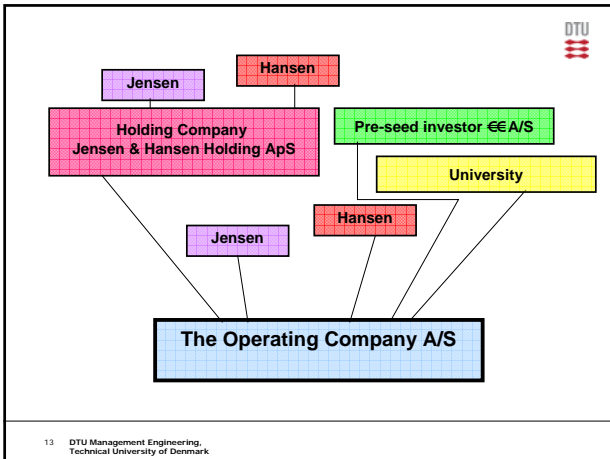 DTU
Hansen
Jensen
Holding Company
Jensen & Hansen Holding ApS
Pre-seed investor €€ A/S
University
Hansen
Jensen
The Operating Company A/S
13 DTU Management Engineering,
Technical University of Denmark